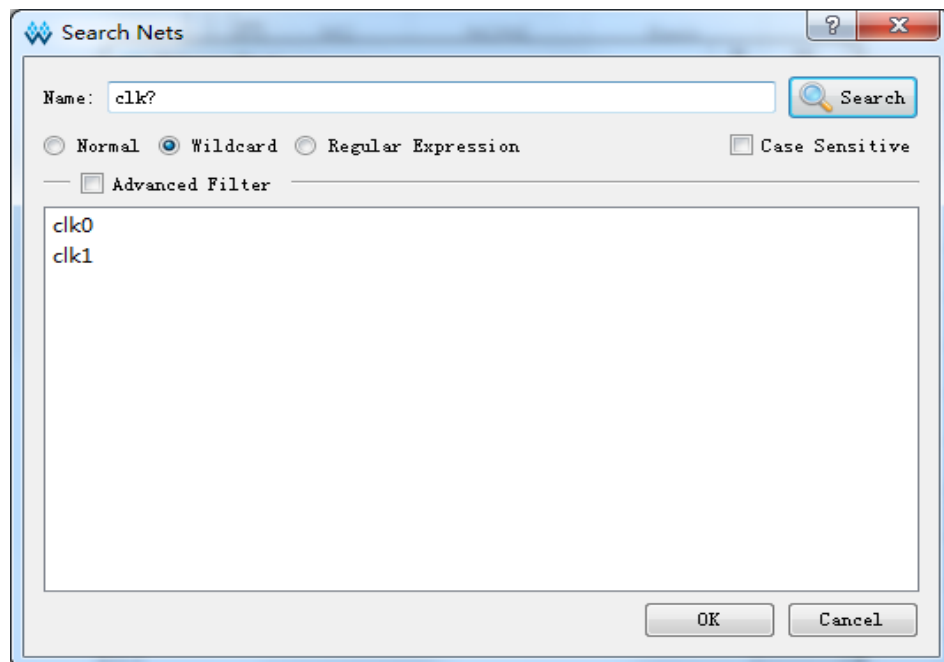 Search Nets
Name: clk? Search
Normal Wildcard Regular Expression Case Sensitive
Advanced Filter
clk0
clk1
OK Cancel